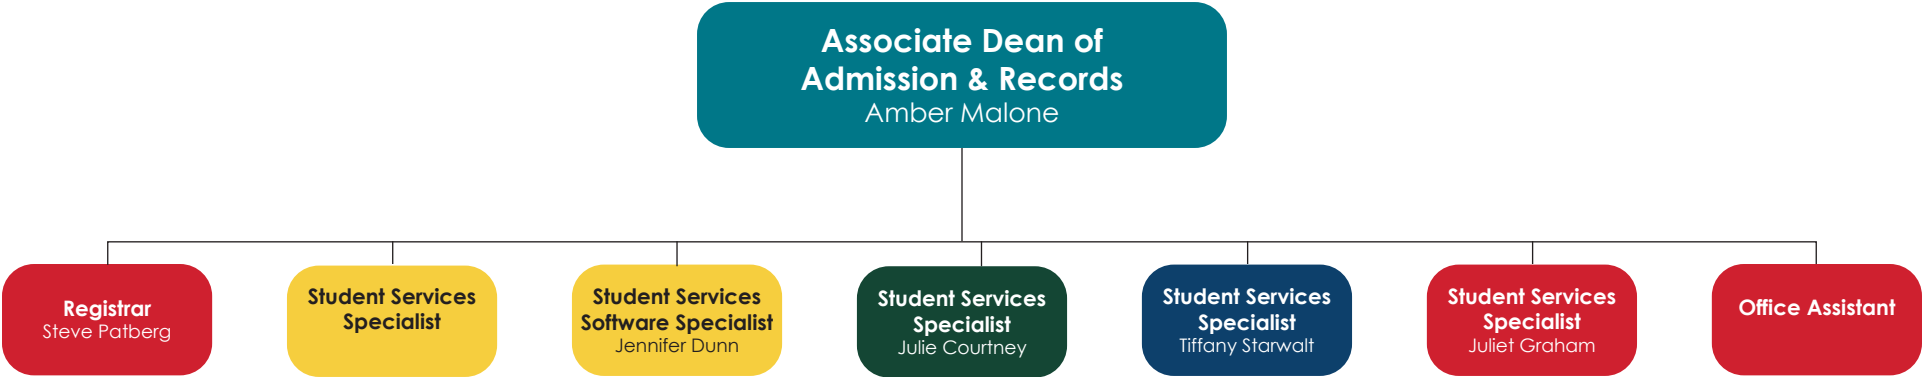 Associate Dean of
Admission & Records
Amber Malone
Registrar
Steve Patberg
Student Services
Specialist
Student Services
Software Specialist
Jennifer Dunn
Student Services
Specialist
Julie Courtney
Student Services
Specialist
Tiffany Starwalt
Student Services
Specialist
Juliet Graham
Office Assistant